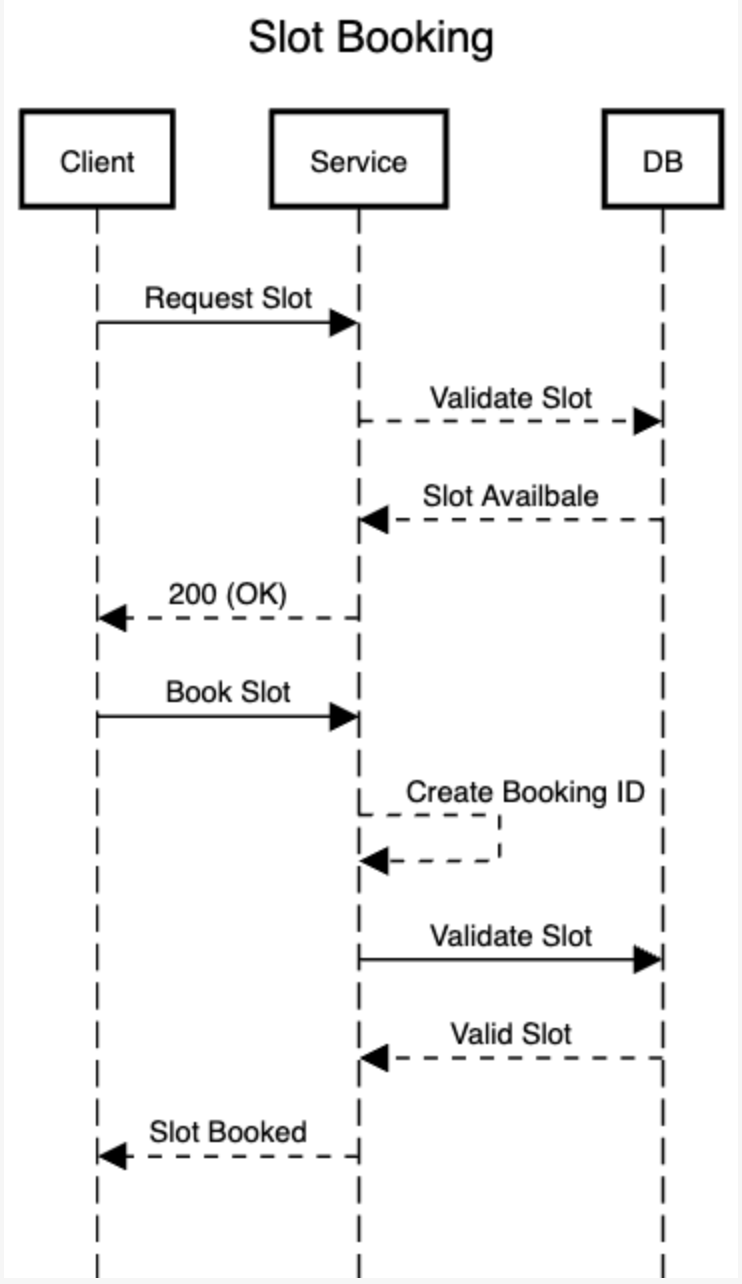 Slot Booking
Client
Service
DB
Request Slot
Validate Slot
Slot Availbale
200 (OK)
Book Slot
Create Booking ID
Validate Slot
Valid Slot
Slot Booked